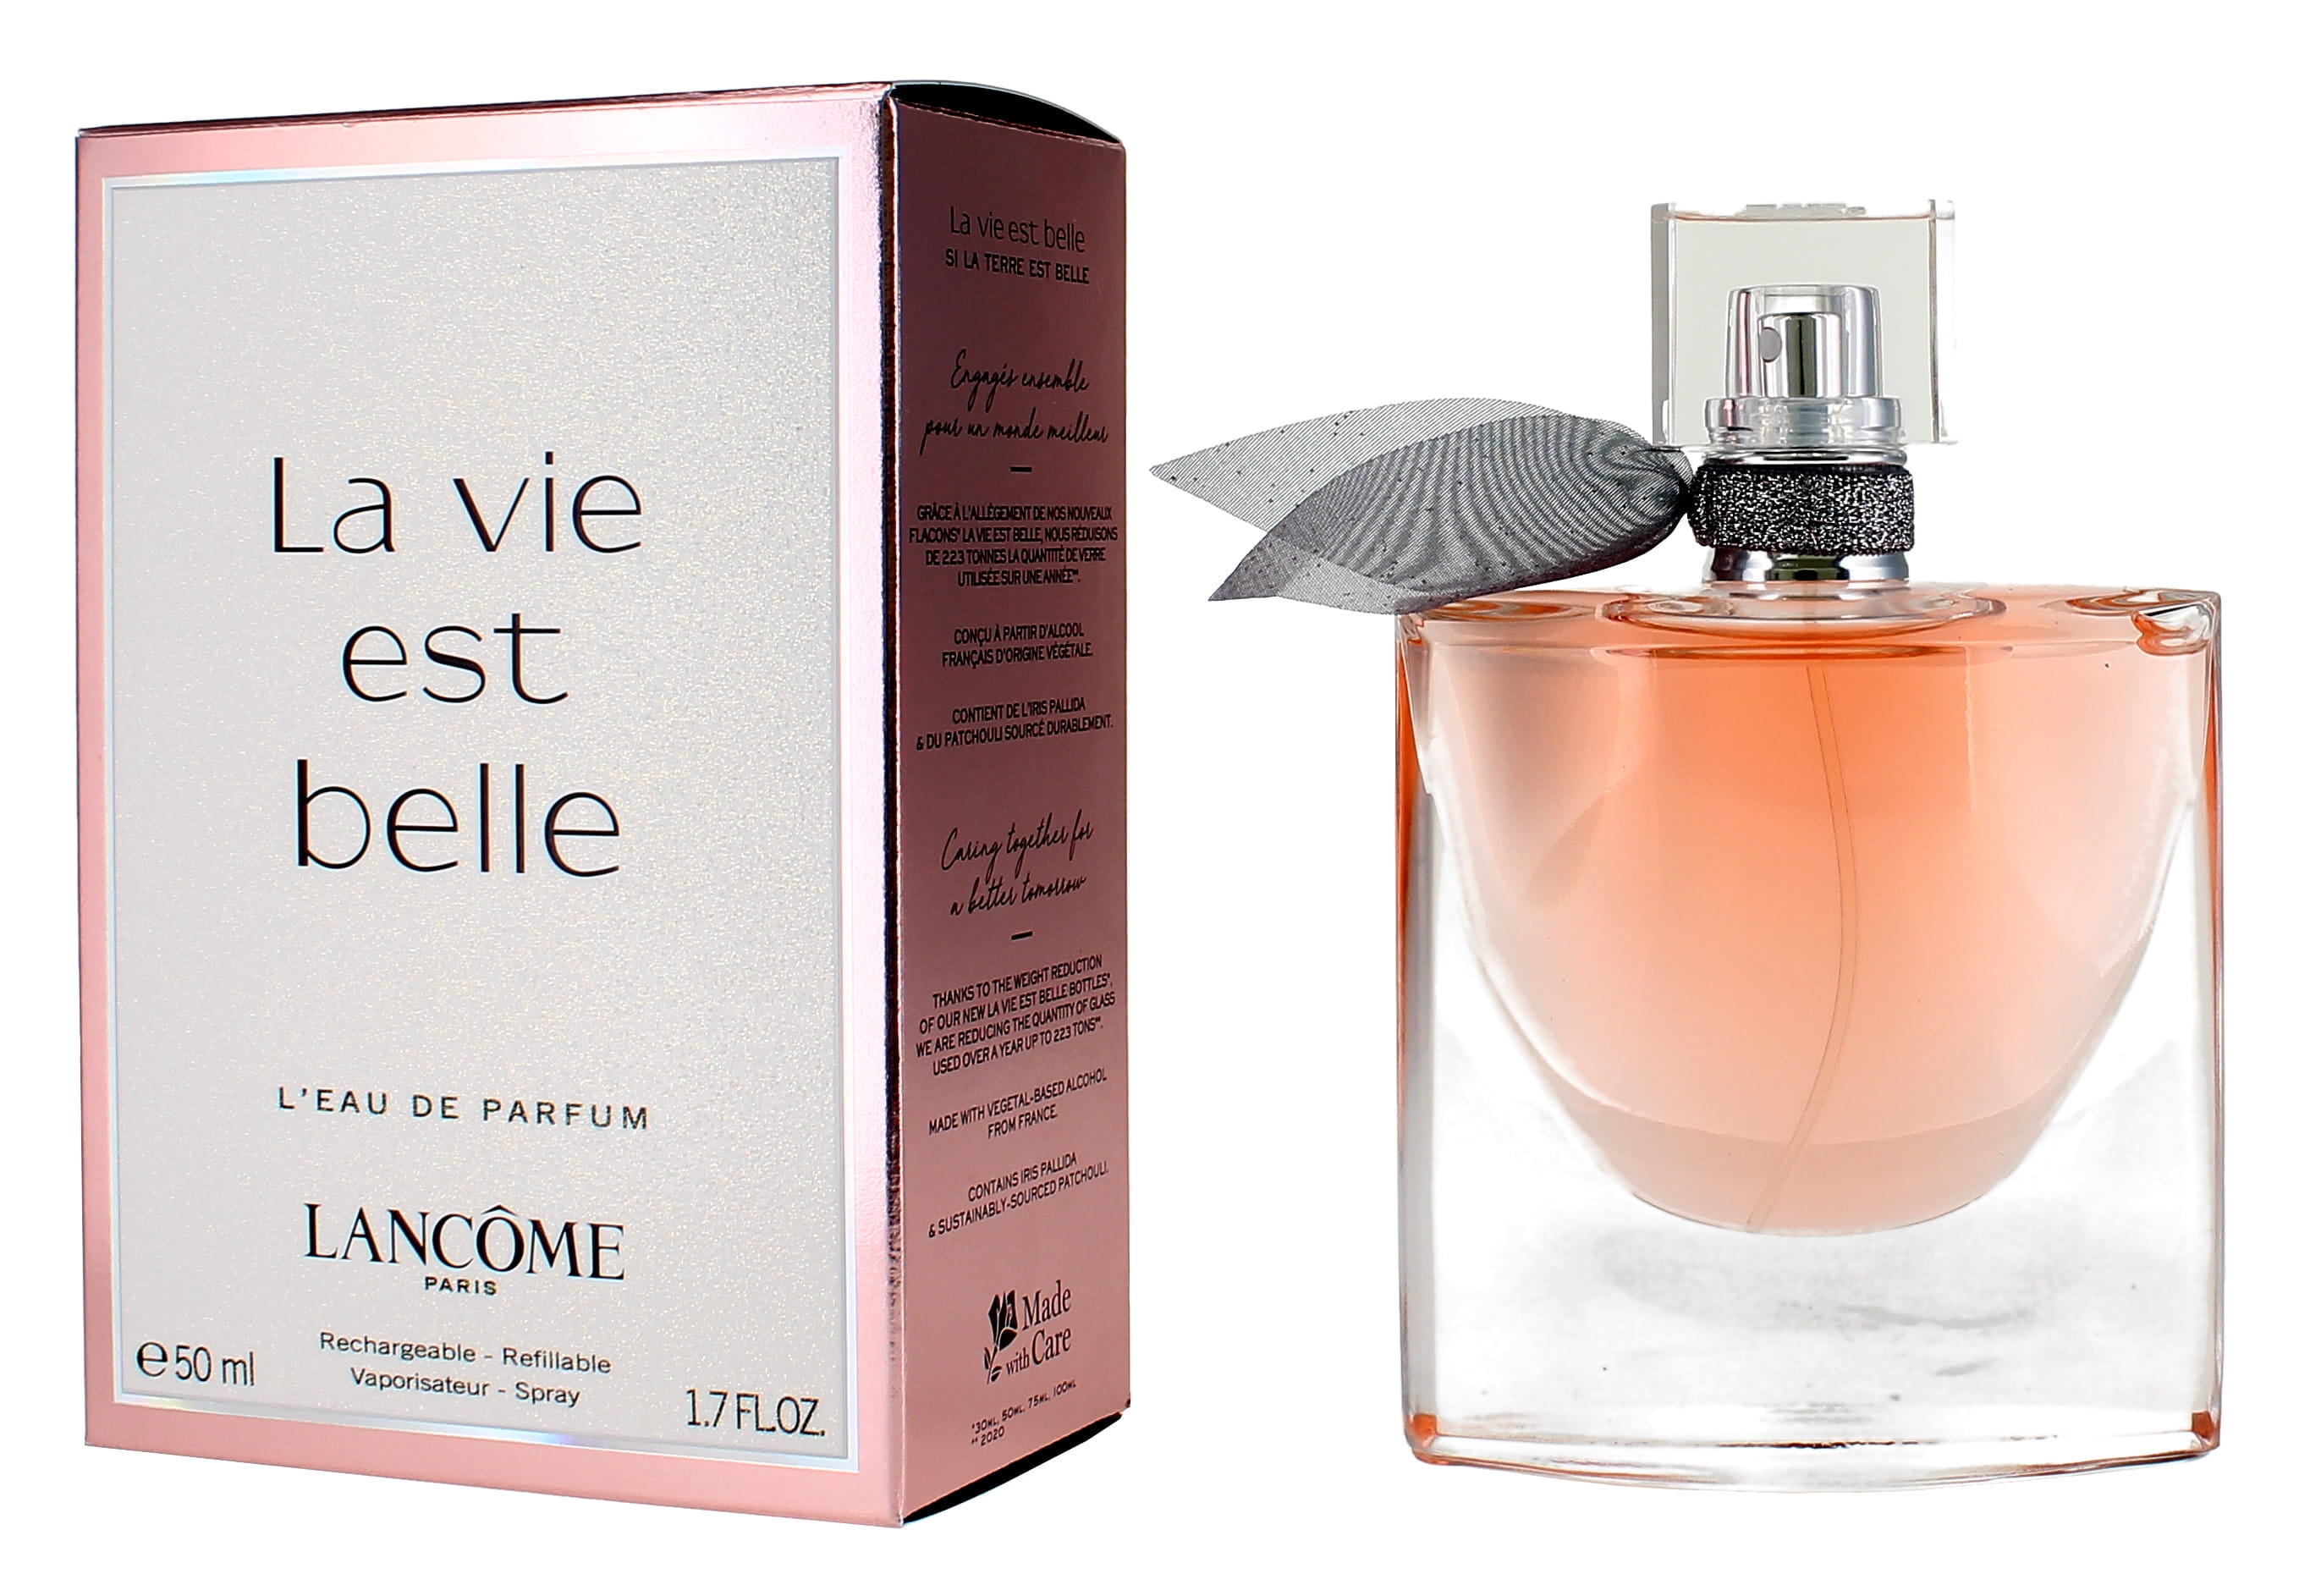 La vie
est
belle
L'EAU DE PARFUM
LANCÔME
PARIS
Rechargeable - Refillable
Vaporisateur - Spray
℮50 ml
1.7 FL.OZ.
La vie est belle
SI LA TERRE EST BELLE
Engagés ensemble
pour un monde meilleur
GRÂCE À L'ALLÈGEMENT DE NOS NOUVEAUX
FLACONS* LA VIE EST BELLE, NOUS RÉDUISONS
DE 223 TONNES LA QUANTITÉ DE VERRE
UTILISÉE SUR UNE ANNÉE**.
CONÇU À PARTIR D'ALCOOL
FRANÇAIS D'ORIGINE VÉGÉTALE.
CONTIENT DE L'IRIS PALLIDA
& DU PATCHOULI SOURCÉ DURABLEMENT.
Caring together for
a better tomorrow
THANKS TO THE WEIGHT REDUCTION
OF OUR NEW LA VIE EST BELLE BOTTLES*,
WE ARE REDUCING THE QUANTITY OF GLASS
USED OVER A YEAR UP TO 223 TONS**.
MADE WITH VEGETAL-BASED ALCOHOL
FROM FRANCE.
CONTAINS IRIS PALLIDA
& SUSTAINABLY-SOURCED PATCHOULI.
Made
with Care
*30ML, 50ML, 75ML, 100ML
** 2020